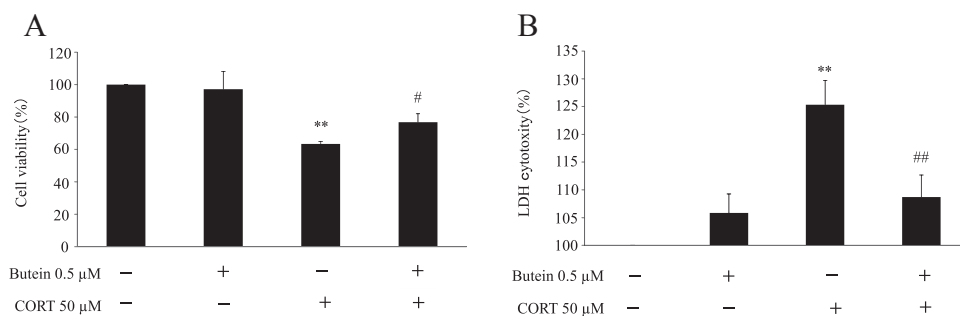 A
Cell viability(%)
120
100
80
60
40
20
0
**
#
Butein 0.5 µM − + − +
CORT 50 µM − − + +
B
LDH cytotoxity(%)
135
130
125
120
115
110
105
100
**
##
Butein 0.5 µM − + − +
CORT 50 µM − − + +